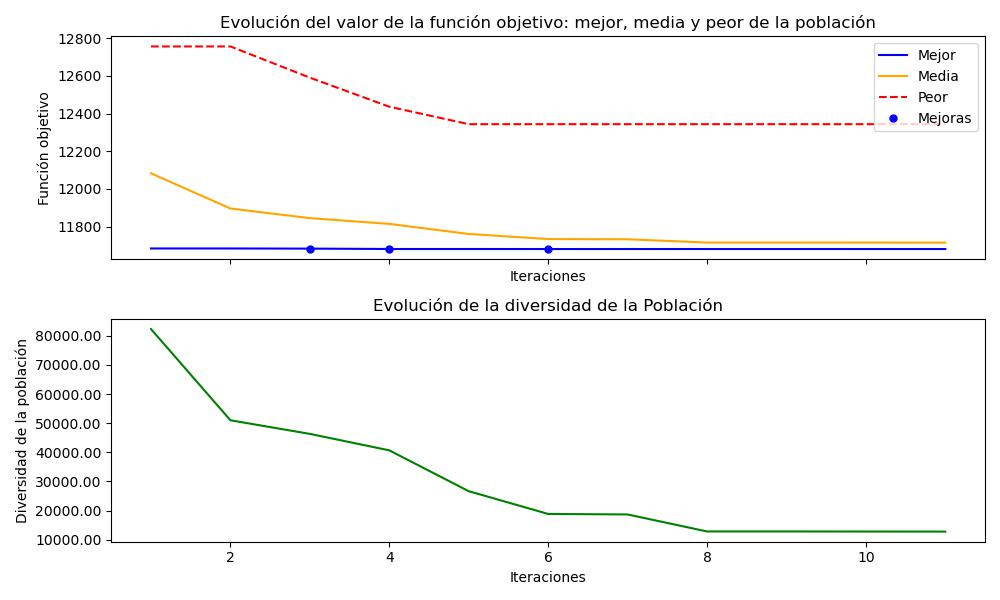 Evolución del valor de la función objetivo: mejor, media y peor de la población
Función objetivo
12800
12600
12400
12200
12000
11800
Mejor
Media
Peor
Mejoras
Iteraciones
Evolución de la diversidad de la Población
Diversidad de la población
80000.00
70000.00
60000.00
50000.00
40000.00
30000.00
20000.00
10000.00
2 4 6 8 10
Iteraciones